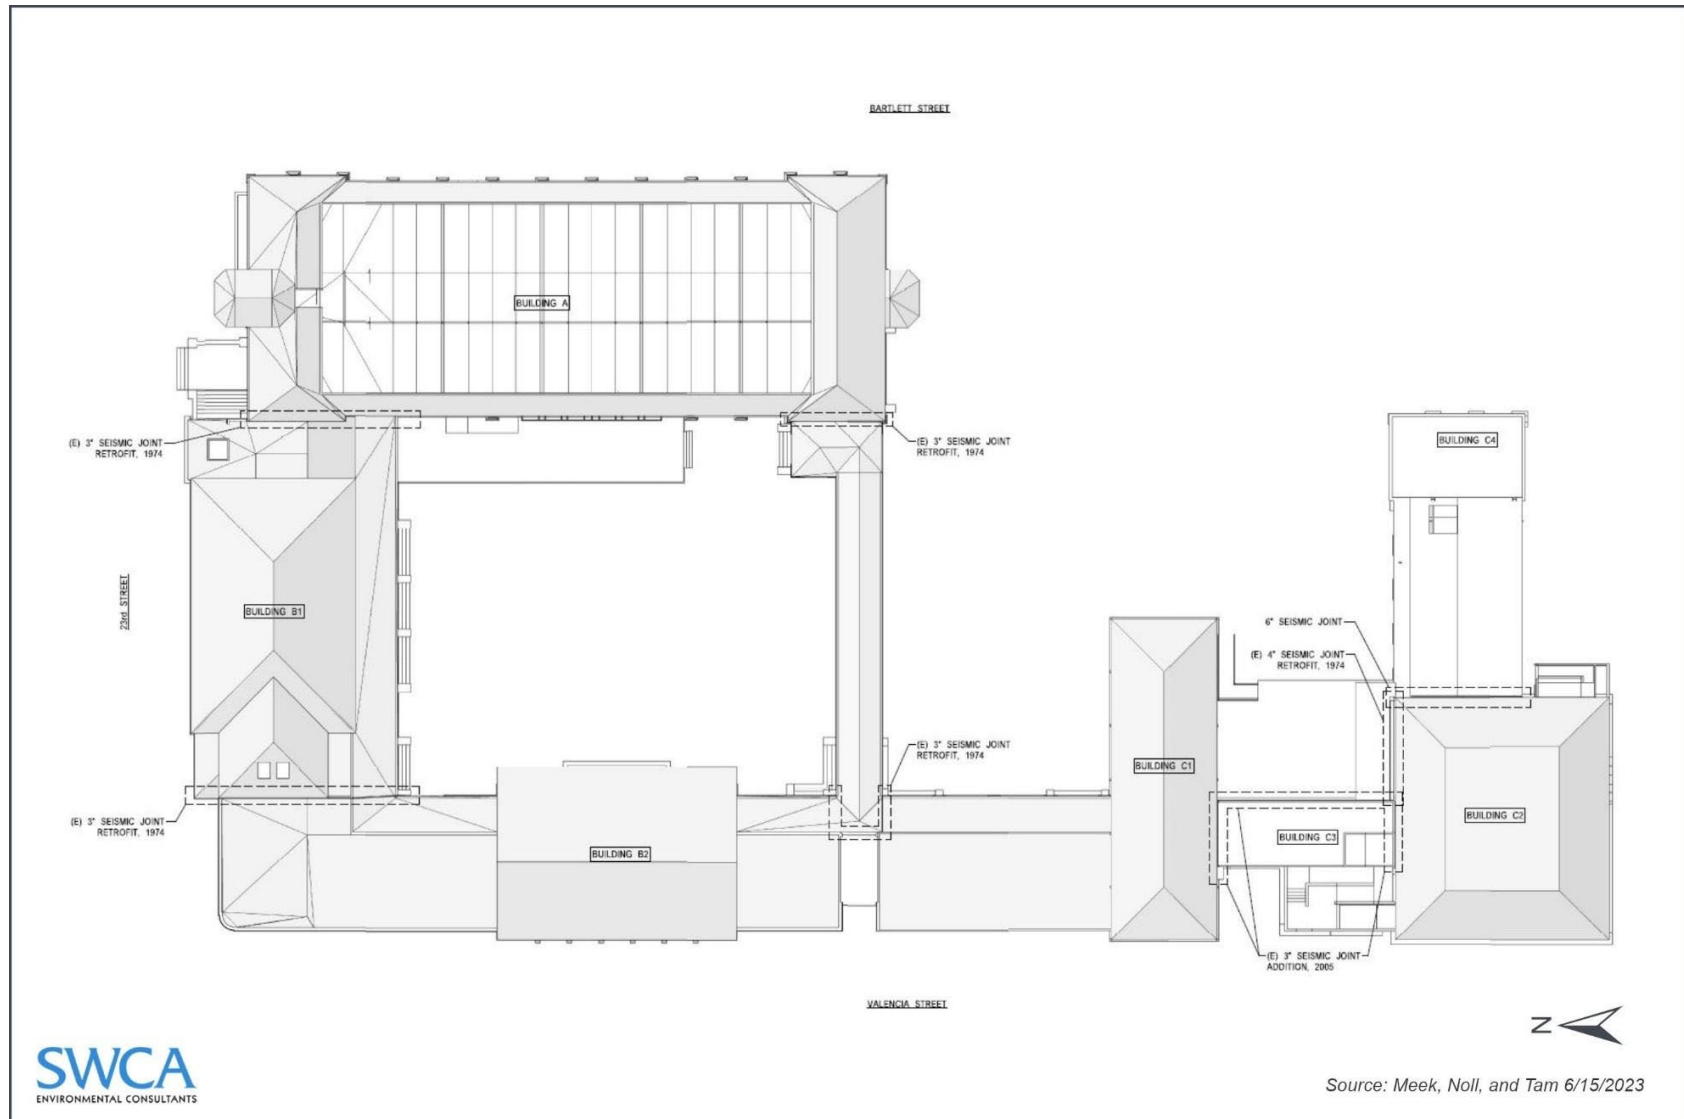 BARTLETT STREET
BUILDING A
(E) 3" SEISMIC JOINT
RETROFIT, 1974
(E) 3" SEISMIC JOINT
RETROFIT, 1974
BUILDING C4
23rd STREET
BUILDING B1
6" SEISMIC JOINT
(E) 4" SEISMIC JOINT
RETROFIT, 1974
(E) 3" SEISMIC JOINT
RETROFIT, 1974
BUILDING C1
(E) 3" SEISMIC JOINT
RETROFIT, 1974
BUILDING C2
BUILDING C3
BUILDING B2
(E) 3" SEISMIC JOINT
ADDITION, 2005
VALENCIA STREET
N
SWCA
ENVIRONMENTAL CONSULTANTS
Source: Meek, Noll, and Tam 6/15/2023